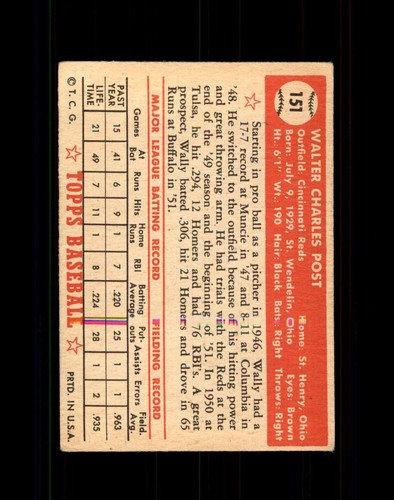 151
WALTER CHARLES POST
Outfield: Cincinnati Reds Home: St. Henry, Ohio
Born: July 9, 1929, St. Wendelin, Ohio Eyes: Brown
Ht.. 6'1" Wt.. 190 Hair: Black Bats: Right Throws: Right
Starting in pro ball as a pitcher in 1946, Wally had a
17-7 record at Muncie in '47 and 8-11 at Columbia in
'48. He switched to the outfield because of his hitting power
and great throwing arm. He had trials with the Reds at the
end of the '49 season and the beginning of '51. In 1950 at
Tulsa, he hit .294, 12 Homers and had 76 RBI's. A great
prospect, Wally batted .306, hit 21 Homers and drove in 65
Runs at Buffalo in '51.
MAJOR LEAGUE BATTING RECORD FIELDING RECORD
Games At Bat Runs Hits Home Runs RBI Batting Average Put-outs Assists Errors Field. Avg.
PAST YEAR 15 41 6 9 1 7 .220 25 1 1 .963
LIFE-TIME 21 49 7 11 1 8 .224 28 1 2 .935
© T. C. G. TOPPS BASEBALL PRTD. IN U.S.A.